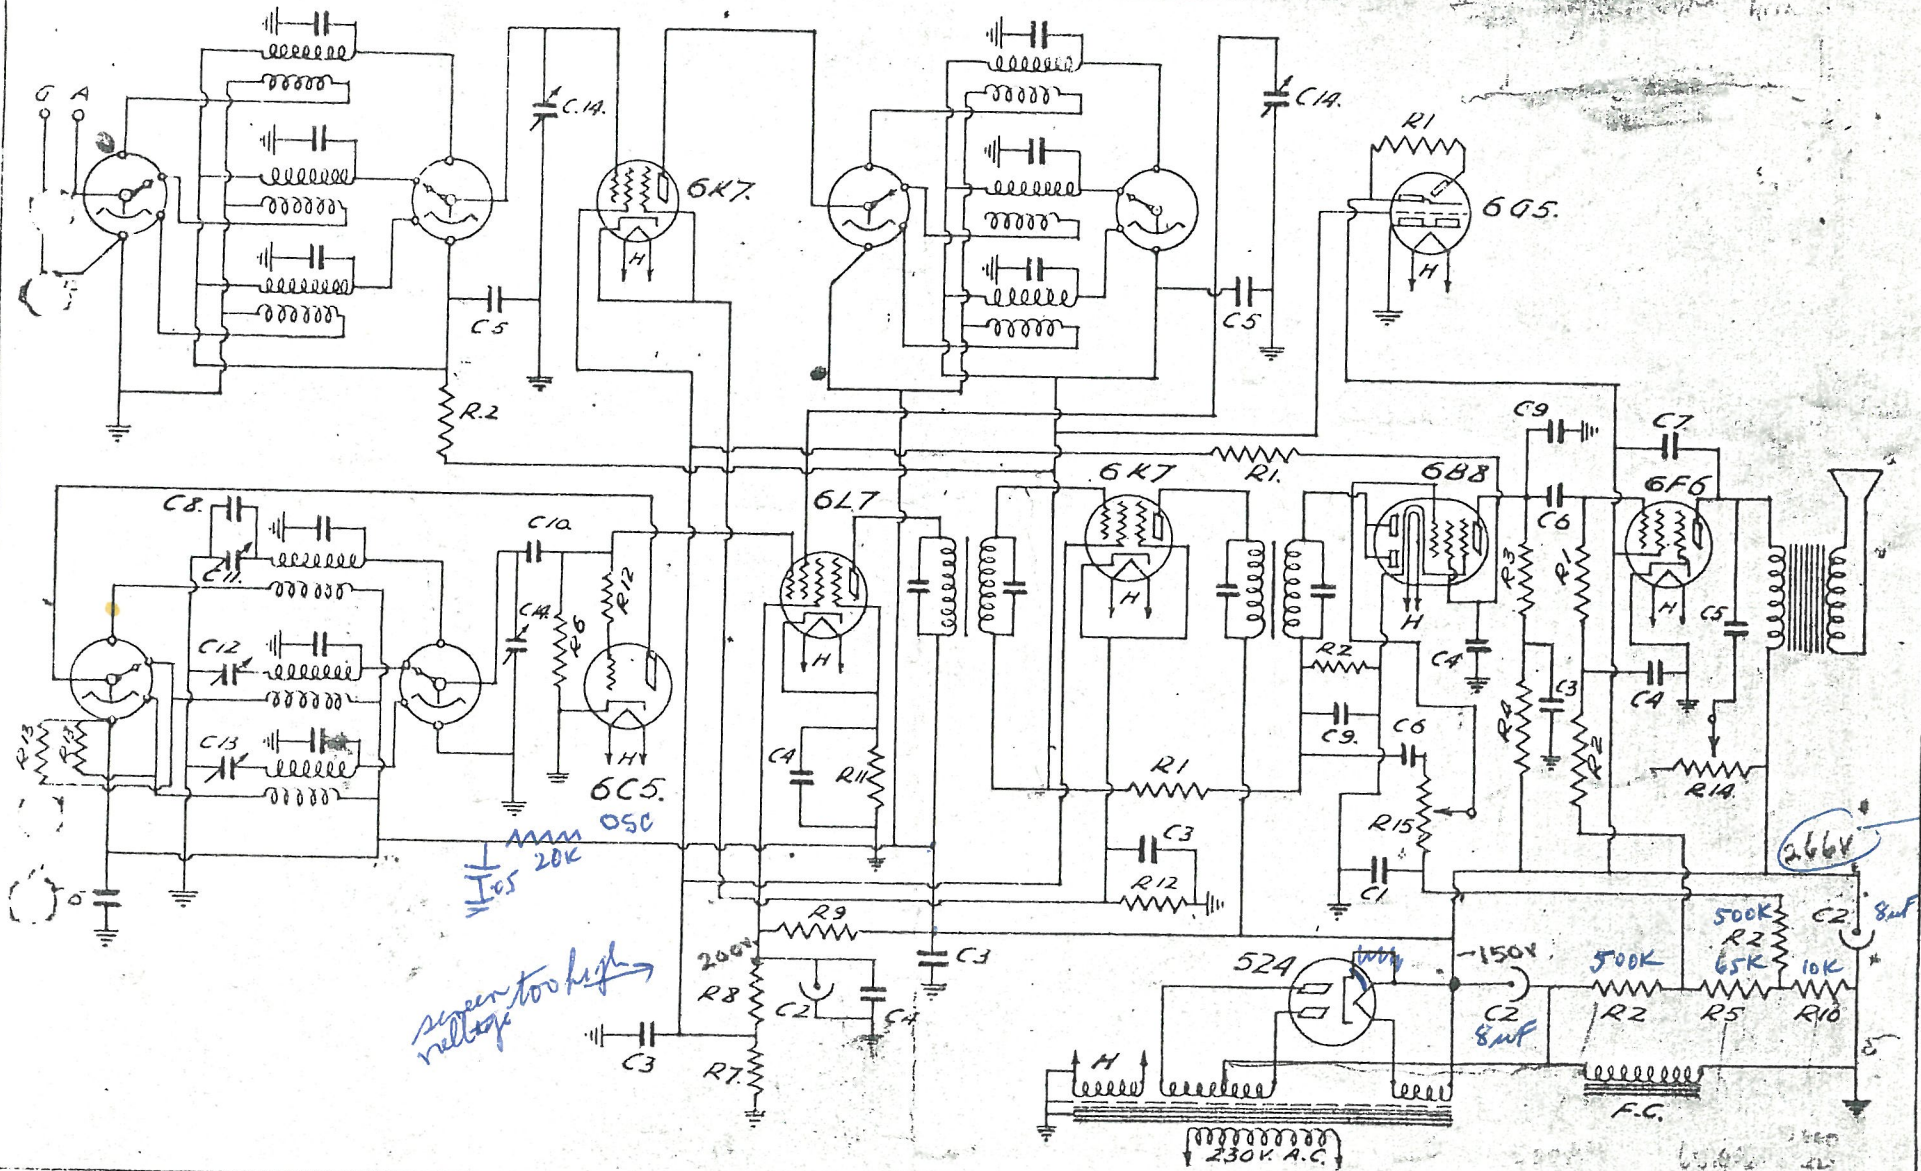 G A
C.14.
6K7.
H
C5
R.2
C14.
C5
R1
6G5.
H
C8.
C11.
C12
C13
R13
R13
C10.
C14.
R6
R12
H
6C5.
OSC
20K
6L7
H
C4
R11
6K7
H
R1.
6B8
H
C4
R2
C9.
C6
R15
C1
R1
C3
R12
C9
C6
R3
R4
C3
R1
R2
C7
6F6
H
C4
C5
R14
266V
R9
200V
R8
C2
C4
C3
C3
R7
screen too high
voltage
5Z4
-150V
C2
8uF
500K
R2
65K
R5
10K
R10
500K
R2
C2
8uF
H
230V. A.C.
F.C.